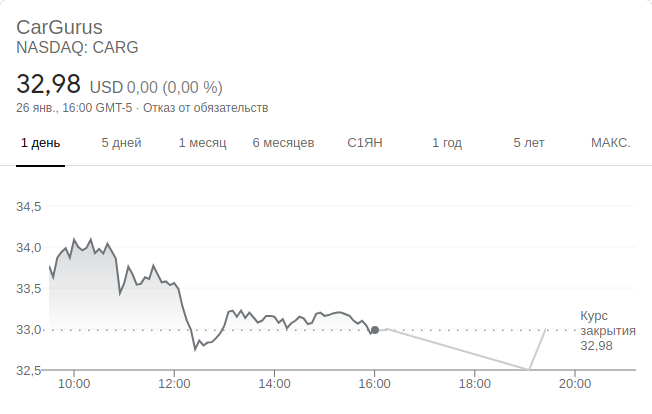 CarGurus
NASDAQ: CARG
32,98 USD 0,00 (0,00 %)
26 янв., 16:00 GMT-5 · Отказ от обязательств
1 день 5 дней 1 месяц 6 месяцев С1ЯН 1 год 5 лет МАКС.
34,5
34,0
33,5
33,0
32,5
Курс
закрытия
32,98
10:00 12:00 14:00 16:00 18:00 20:00